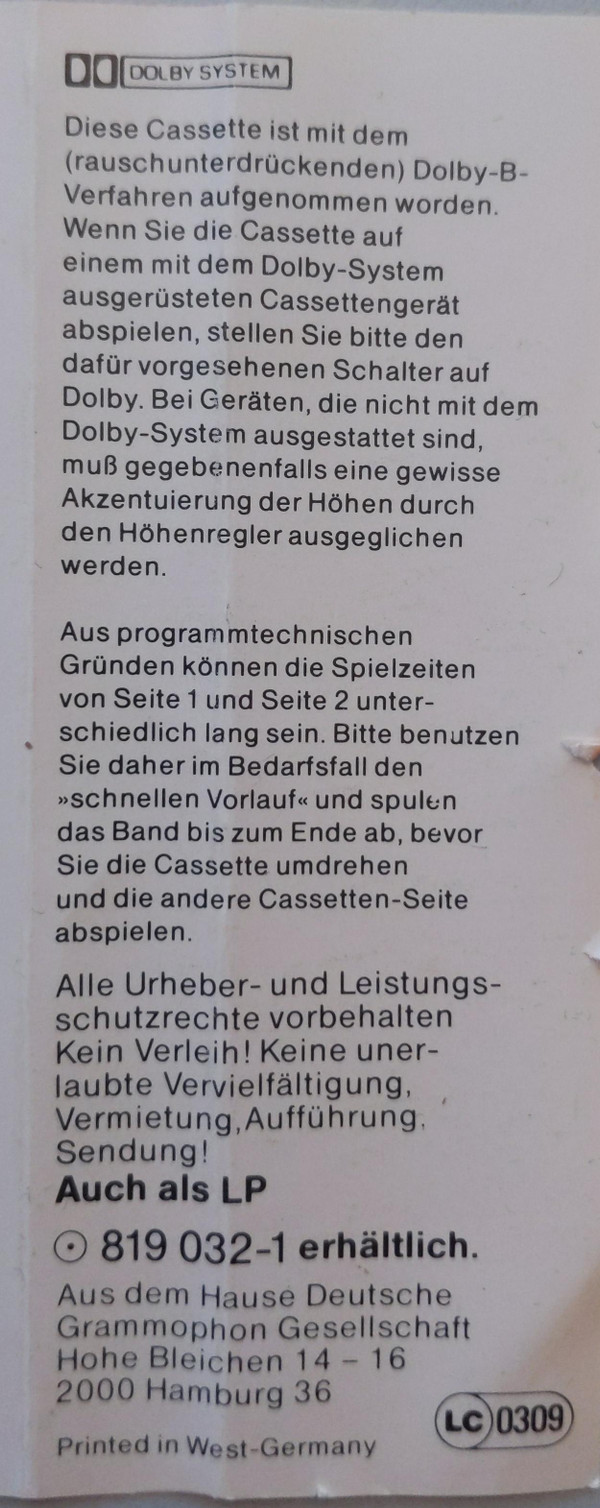 DOLBY SYSTEM
Diese Cassette ist mit dem
(rauschunterdrückenden) Dolby-B-
Verfahren aufgenommen worden.
Wenn Sie die Cassette auf
einem mit dem Dolby-System
ausgerüsteten Cassettengerät
abspielen, stellen Sie bitte den
dafür vorgesehenen Schalter auf
Dolby. Bei Geräten, die nicht mit dem
Dolby-System ausgestattet sind,
muß gegebenenfalls eine gewisse
Akzentuierung der Höhen durch
den Höhenregler ausgeglichen
werden.
Aus programmtechnischen
Gründen können die Spielzeiten
von Seite 1 und Seite 2 unter-
schiedlich lang sein. Bitte benutzen
Sie daher im Bedarfsfall den
»schnellen Vorlauf« und spulen
das Band bis zum Ende ab, bevor
Sie die Cassette umdrehen
und die andere Cassetten-Seite
abspielen.
Alle Urheber- und Leistungs-
schutzrechte vorbehalten
Kein Verleih! Keine uner-
laubte Vervielfältigung,
Vermietung, Aufführung,
Sendung!
Auch als LP
819 032-1 erhältlich.
Aus dem Hause Deutsche
Grammophon Gesellschaft
Hohe Bleichen 14 - 16
2000 Hamburg 36
LC 0309
Printed in West-Germany